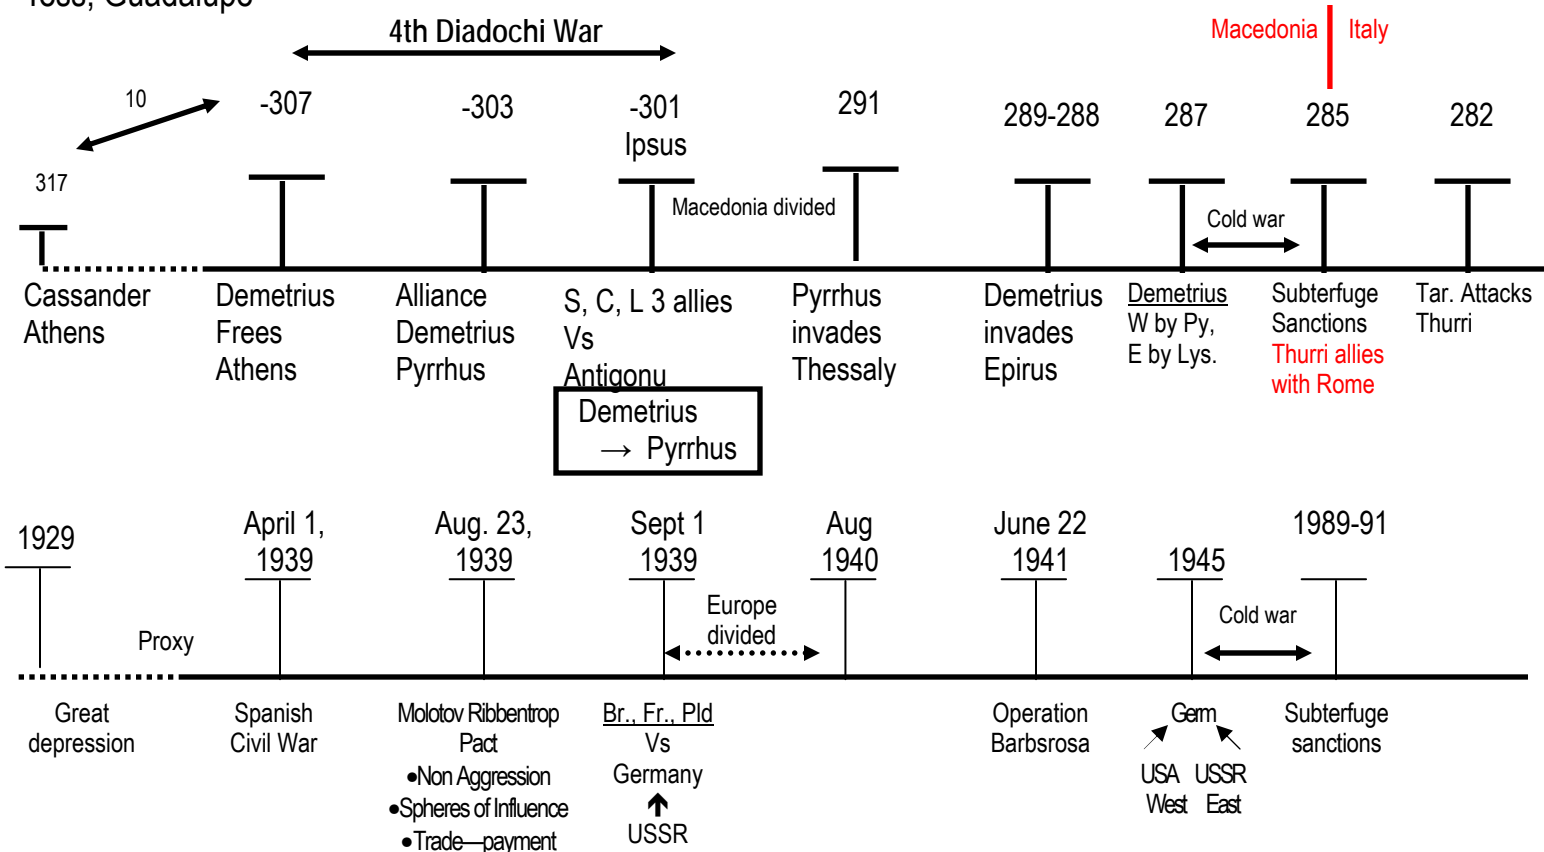 4th Diadochi War
Macedonia Italy
10
-307
-303
-301
Ipsus
291
289-288
287
285
282
317
Macedonia divided
Cold war
Cassander
Athens
Demetrius
Frees
Athens
Alliance
Demetrius
Pyrrhus
S, C, L 3 allies
Vs
Antigonu
Demetrius
→ Pyrrhus
Pyrrhus
invades
Thessaly
Demetrius
invades
Epirus
Demetrius
W by Py,
E by Lys.
Subterfuge
Sanctions
Thurri allies
with Rome
Tar. Attacks
Thurri
1929
April 1,
1939
Aug. 23,
1939
Sept 1
1939
Aug
1940
June 22
1941
1945
1989-91
Proxy
Europe
divided
Cold war
Great
depression
Spanish
Civil War
Molotov Ribbentrop
Pact
•Non Aggression
•Spheres of Influence
•Trade—payment
Br., Fr., Pld
Vs
Germany
USSR
Operation
Barbsrosa
Germ
USA USSR
West East
Subterfuge
sanctions